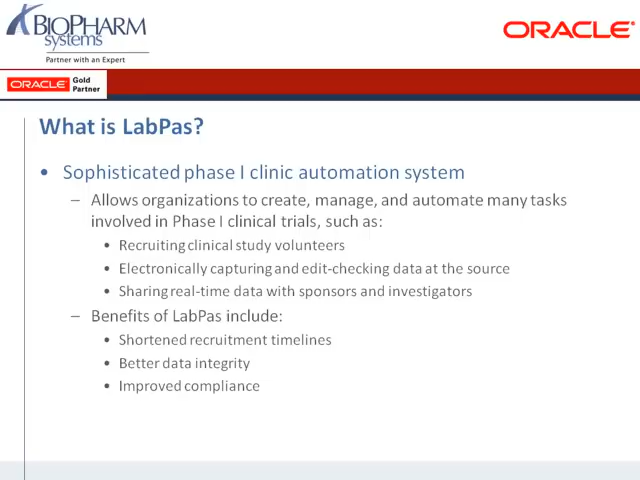 BIOPHARM
systems
Partner with an Expert
ORACLE
ORACLE Gold
Partner
What is LabPas?
• Sophisticated phase I clinic automation system
– Allows organizations to create, manage, and automate many tasks
involved in Phase I clinical trials, such as:
• Recruiting clinical study volunteers
• Electronically capturing and edit-checking data at the source
• Sharing real-time data with sponsors and investigators
– Benefits of LabPas include:
• Shortened recruitment timelines
• Better data integrity
• Improved compliance